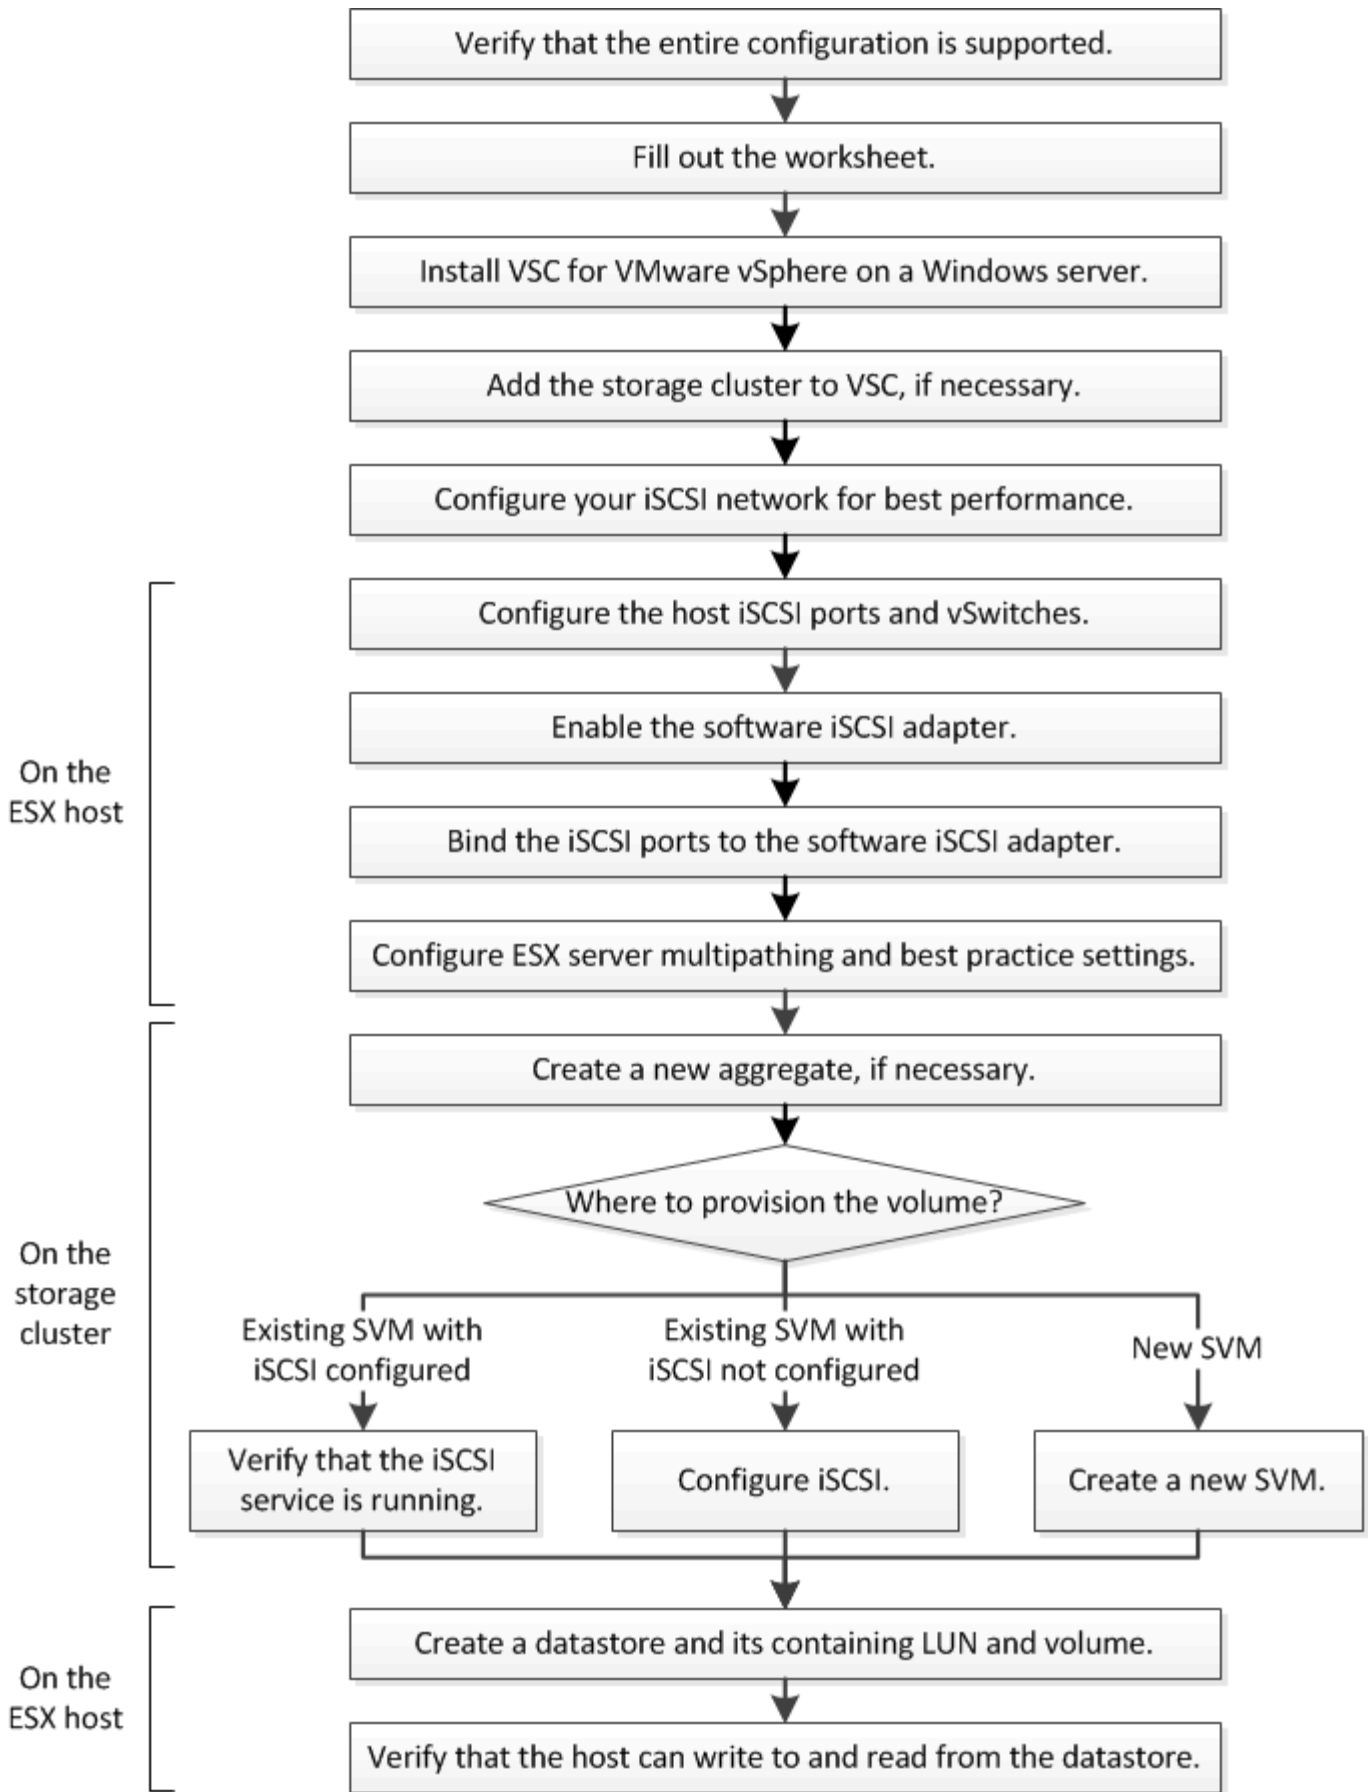 Verify that the entire configuration is supported.
Fill out the worksheet.
Install VSC for VMware vSphere on a Windows server.
Add the storage cluster to VSC, if necessary.
Configure your iSCSI network for best performance.
On the
ESX host
Configure the host iSCSI ports and vSwitches.
Enable the software iSCSI adapter.
Bind the iSCSI ports to the software iSCSI adapter.
Configure ESX server multipathing and best practice settings.
On the
storage
cluster
Create a new aggregate, if necessary.
Where to provision the volume?
Existing SVM with
iSCSI configured
Existing SVM with
iSCSI not configured
New SVM
Verify that the iSCSI
service is running.
Configure iSCSI.
Create a new SVM.
On the
ESX host
Create a datastore and its containing LUN and volume.
Verify that the host can write to and read from the datastore.